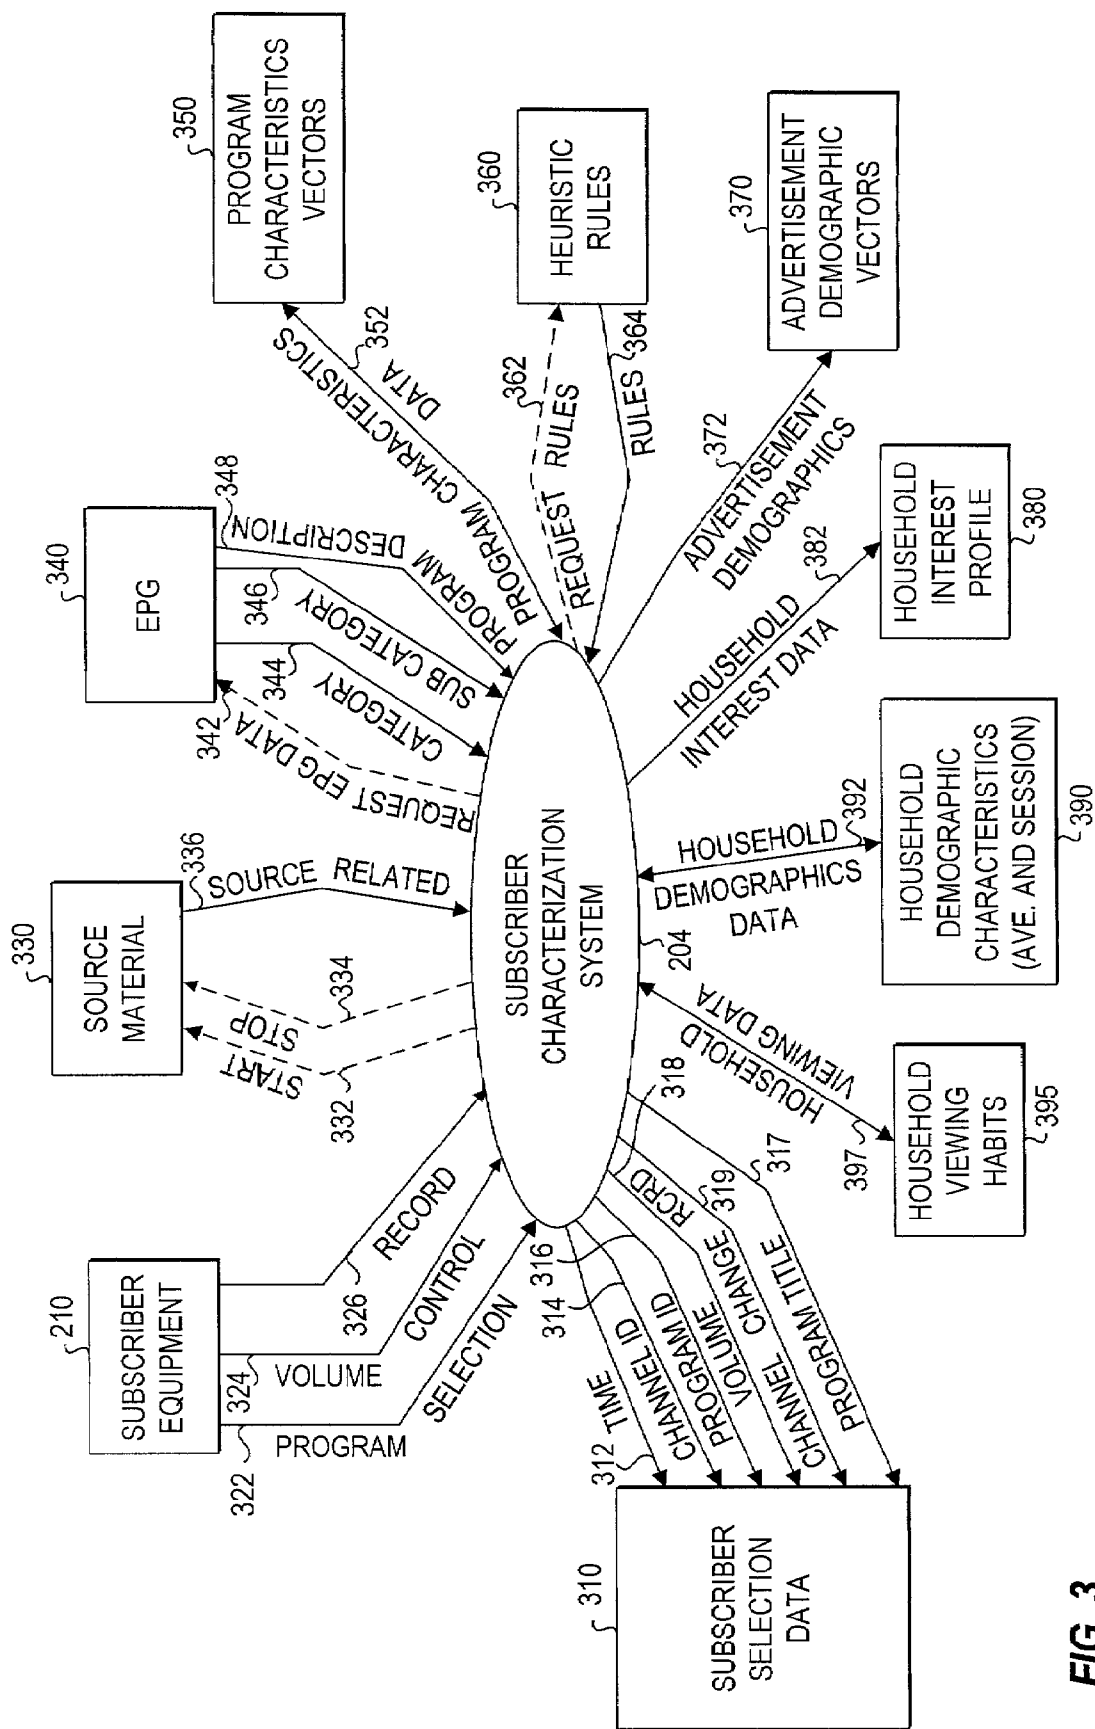 210
SUBSCRIBER
EQUIPMENT
322
PROGRAM
SELECTION
324
VOLUME
CONTROL
326
RECORD
330
SOURCE
MATERIAL
START
332
STOP
334
336
SOURCE RELATED
340
EPG
342
REQUEST EPG DATA
344
CATEGORY
346
SUB CATEGORY
348
PROGRAM DESCRIPTION
350
PROGRAM
CHARACTERISTICS
VECTORS
352
PROGRAM CHARACTERISTICS
DATA
360
HEURISTIC
RULES
362
REQUEST RULES
RULES
364
370
ADVERTISEMENT
DEMOGRAPHIC
VECTORS
372
ADVERTISEMENT
DEMOGRAPHICS
SUBSCRIBER
CHARACTERIZATION
SYSTEM
204
310
SUBSCRIBER
SELECTION
DATA
312
TIME
314
CHANNEL ID
316
PROGRAM ID
318
RCRD
VOLUME
319
CHANNEL CHANGE
317
PROGRAM TITLE
HOUSEHOLD
VIEWING DATA
397
HOUSEHOLD
VIEWING
HABITS
395
HOUSEHOLD
DEMOGRAPHICS
DATA
392
HOUSEHOLD
DEMOGRAPHIC
CHARACTERISTICS
(AVE. AND SESSION)
390
HOUSEHOLD
INTEREST DATA
382
HOUSEHOLD
INTEREST
PROFILE
380
FIG. 3